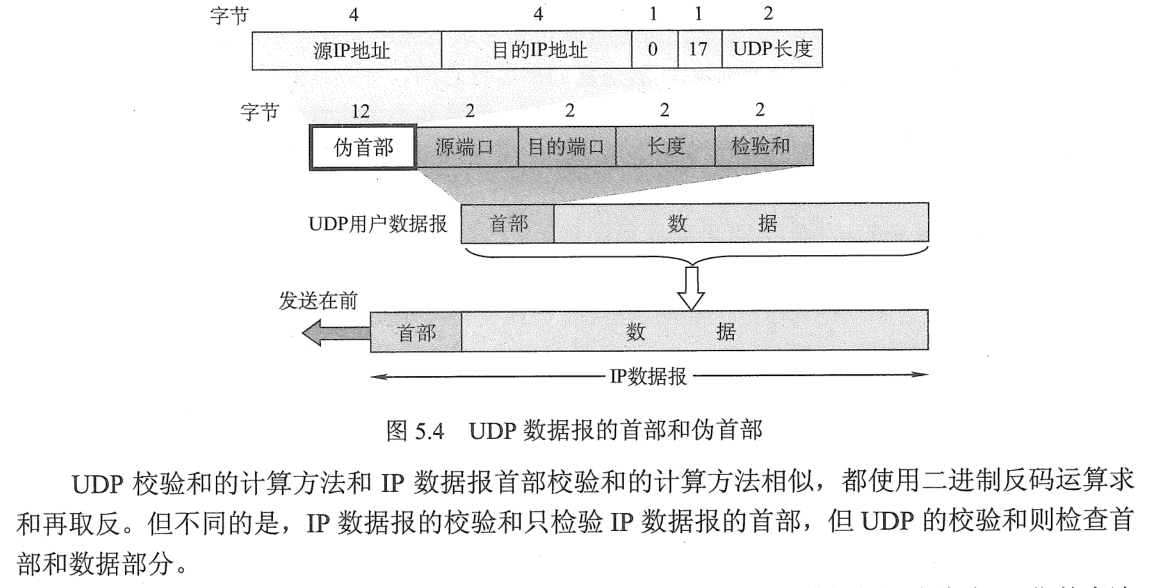 字节 4 4 1 1 2
源IP地址 目的IP地址 0 17 UDP长度
字节 12 2 2 2 2
伪首部 源端口 目的端口 长度 检验和
UDP用户数据报 首部 数 据
发送在前
首部 数 据
IP数据报
图 5.4 UDP 数据报的首部和伪首部
UDP 校验和的计算方法和 IP 数据报首部校验和的计算方法相似，都使用二进制反码运算求
和再取反。但不同的是，IP 数据报的校验和只检验 IP 数据报的首部，但 UDP 的校验和则检查首
部和数据部分。